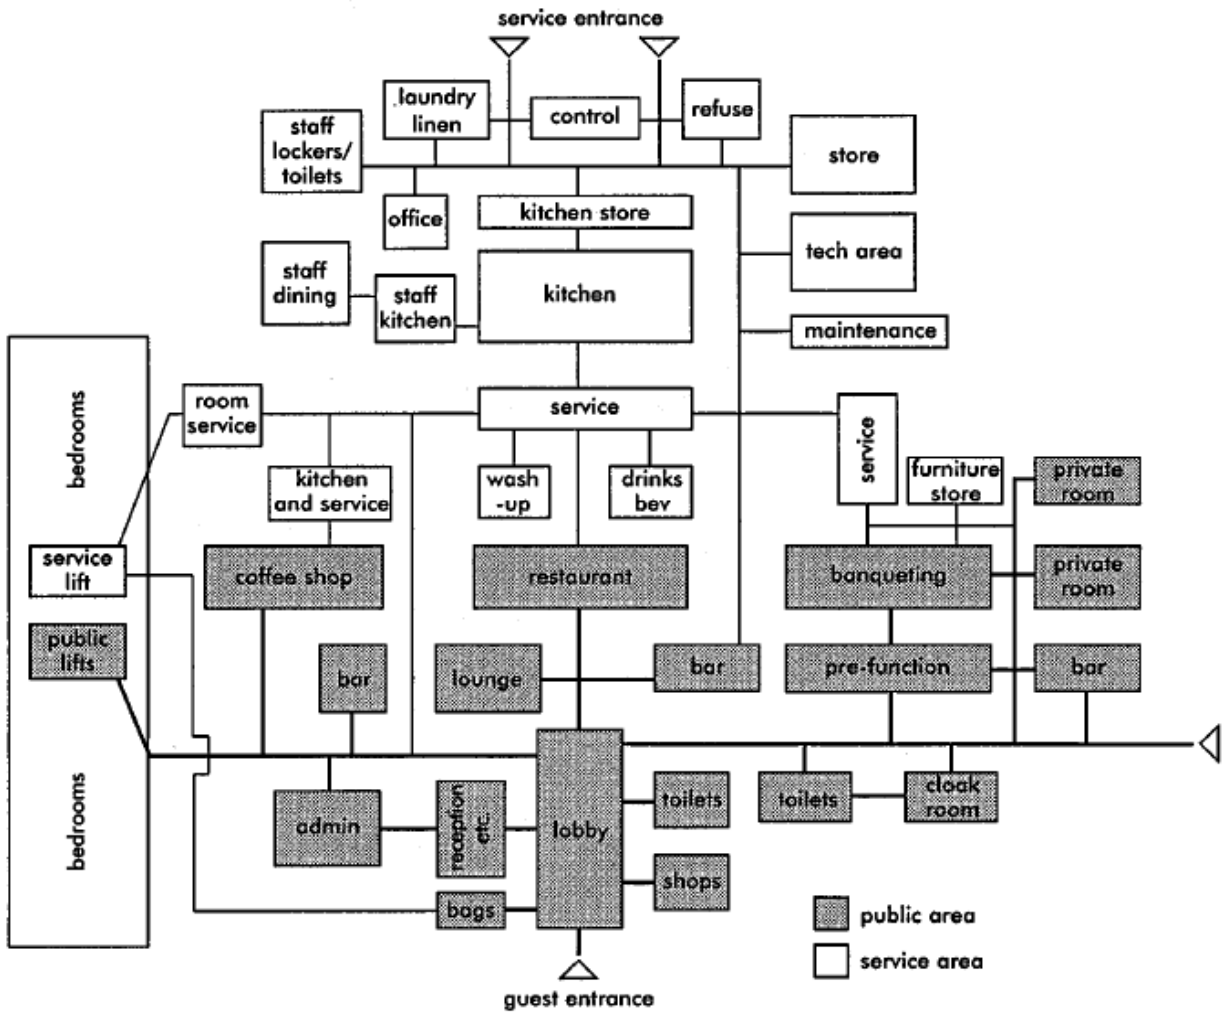 service entrance
laundry
linen
control
refuse
staff
lockers/
toilets
store
office
kitchen store
tech area
staff
dining
staff
kitchen
kitchen
maintenance
bedrooms
room
service
service
service
kitchen
and service
wash
-up
drinks
bev
furniture
store
private
room
service
lift
coffee shop
restaurant
banqueting
private
room
public
lifts
bar
lounge
bar
pre-function
bar
bedrooms
admin
reception
etc.
lobby
toilets
toilets
cloak
room
shops
bags
public area
service area
guest entrance